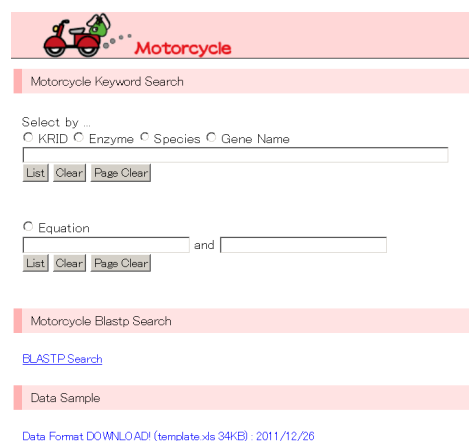 Motorcycle
Motorcycle Keyword Search
Select by ...
KRID Enzyme Species Gene Name
List Clear Page Clear
Equation
and
List Clear Page Clear
Motorcycle Blastp Search
BLASTP Search
Data Sample
Data Format DOWNLOAD! (template.xls 34KB) : 2011/12/26